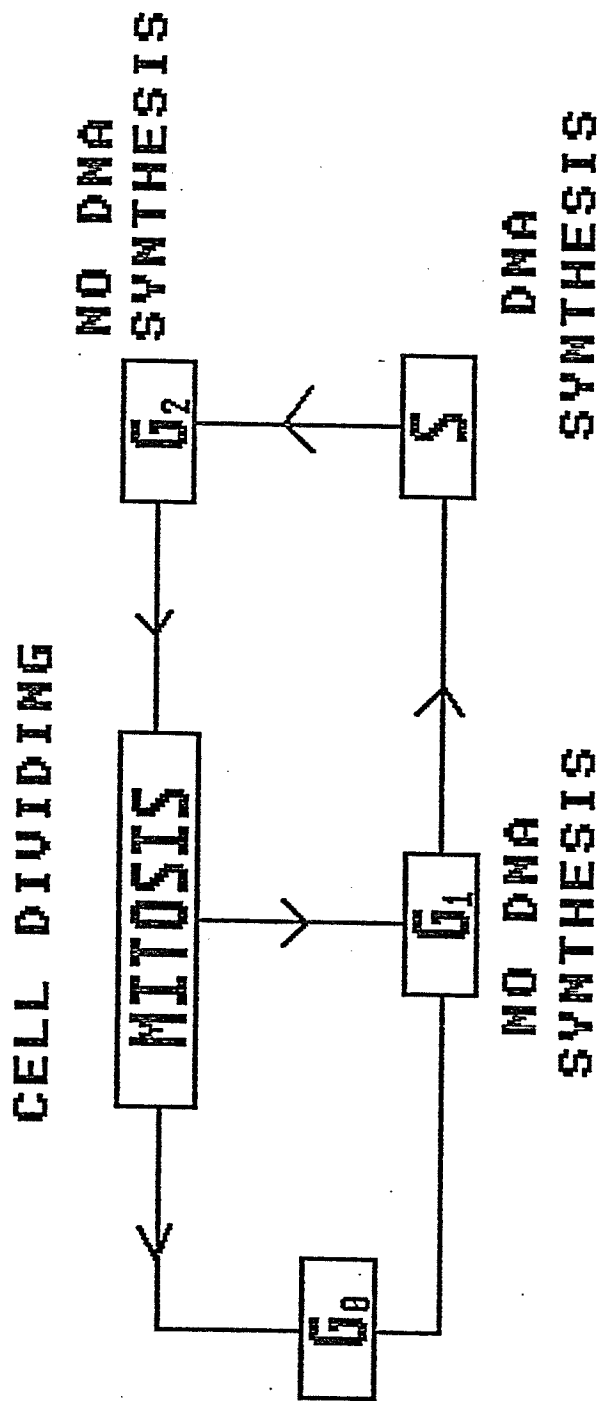 CELL DIVIDING
NO DNA
SYNTHESIS
MITOSIS
G₂
G₀
G₁
S
NO DNA
SYNTHESIS
DNA
SYNTHESIS